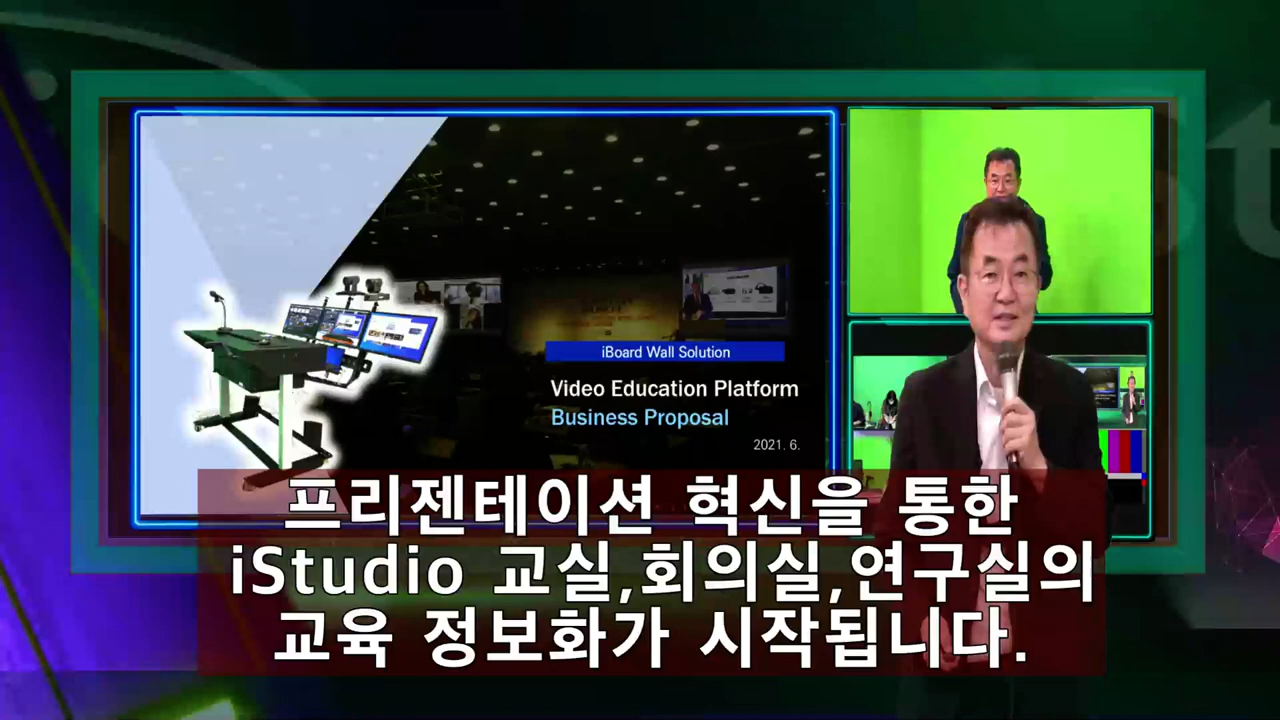 iBoard Wall Solution
Video Education Platform
Business Proposal
2021. 6.
프리젠테이션 혁신을 통한
iStudio 교실,회의실,연구실의
교육 정보화가 시작됩니다.